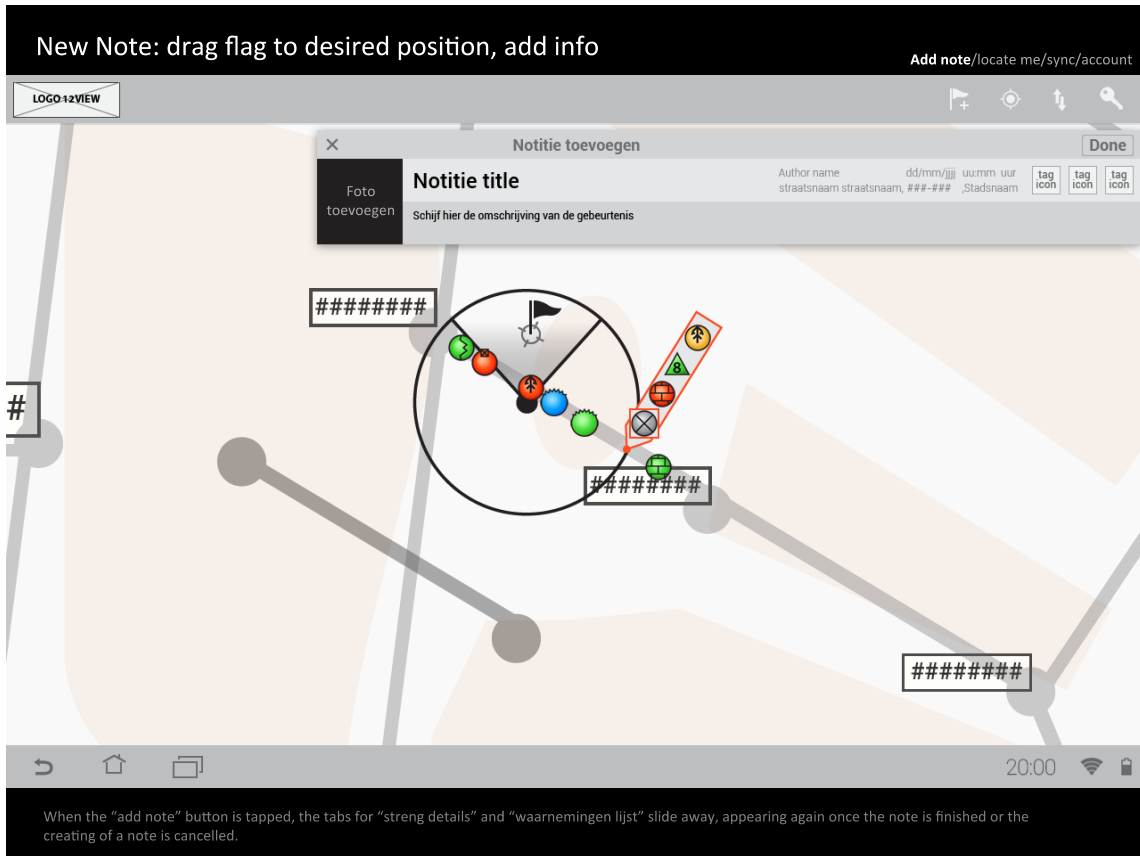 New Note: drag flag to desired position, add info
Add note/locate me/sync/account
LOGO 12VIEW
Notitie toevoegen
Done
Foto
toevoegen
Notitie title
Author name dd/mm/jjjj uu:mm uur
straatsnaam straatsnaam, ###-### ,Stadsnaam
tag
icon
tag
icon
tag
icon
Schijf hier de omschrijving van de gebeurtenis
########
8
#
########
########
20:00
When the “add note” button is tapped, the tabs for “streng details” and “waarnemingen lijst” slide away, appearing again once the note is finished or the
creating of a note is cancelled.